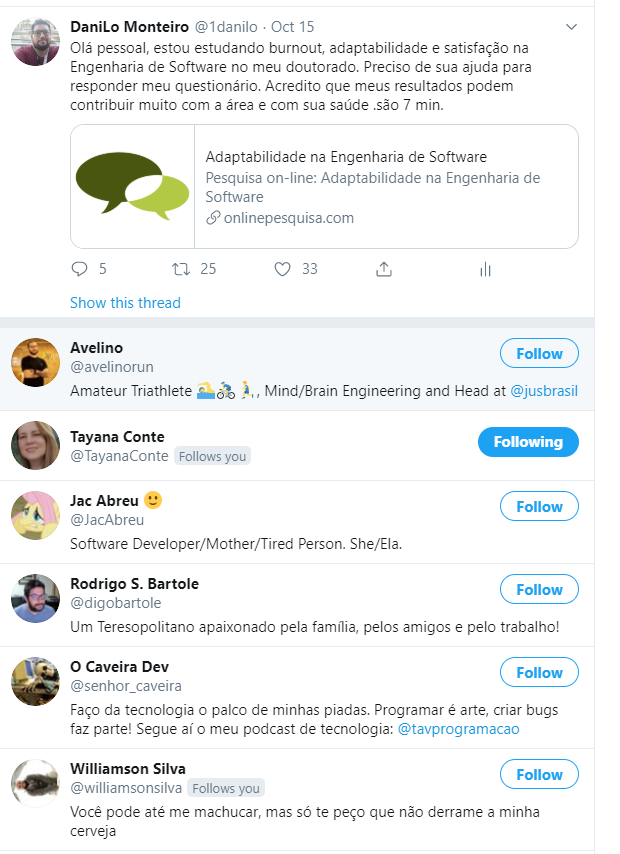 DaniLo Monteiro @1danilo · Oct 15
Olá pessoal, estou estudando burnout, adaptabilidade e satisfação na
Engenharia de Software no meu doutorado. Preciso de sua ajuda para
responder meu questionário. Acredito que meus resultados podem
contribuir muito com a área e com sua saúde .são 7 min.
Adaptabilidade na Engenharia de Software
Pesquisa on-line: Adaptabilidade na Engenharia de
Software
onlinepesquisa.com
5 25 33
Show this thread
Avelino
@avelinorun
Follow
Amateur Triathlete 🏊🚴🏃, Mind/Brain Engineering and Head at @jusbrasil
Tayana Conte
@TayanaConte Follows you
Following
Jac Abreu 🙂
@JacAbreu
Follow
Software Developer/Mother/Tired Person. She/Ela.
Rodrigo S. Bartole
@digobartole
Follow
Um Teresopolitano apaixonado pela família, pelos amigos e pelo trabalho!
O Caveira Dev
@senhor_caveira
Follow
Faço da tecnologia o palco de minhas piadas. Programar é arte, criar bugs
faz parte! Segue aí o meu podcast de tecnologia: @tavprogramacao
Williamson Silva
@williamsonsilva Follows you
Follow
Você pode até me machucar, mas só te peço que não derrame a minha
cerveja